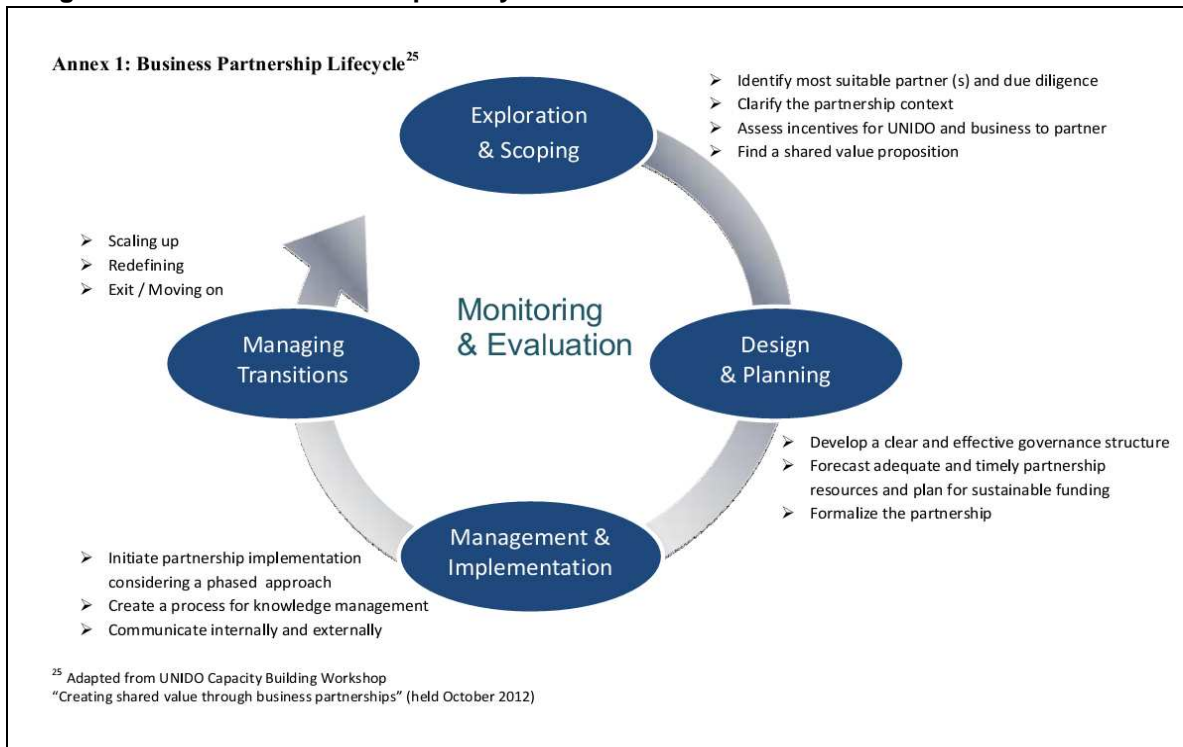 Annex 1: Business Partnership Lifecycle25
Exploration
& Scoping
➢ Identify most suitable partner (s) and due diligence
➢ Clarify the partnership context
➢ Assess incentives for UNIDO and business to partner
➢ Find a shared value proposition
➢ Scaling up
➢ Redefining
➢ Exit / Moving on
Monitoring
& Evaluation
Managing
Transitions
Design
& Planning
➢ Develop a clear and effective governance structure
➢ Forecast adequate and timely partnership
resources and plan for sustainable funding
➢ Formalize the partnership
Management &
Implementation
➢ Initiate partnership implementation
considering a phased approach
➢ Create a process for knowledge management
➢ Communicate internally and externally
25 Adapted from UNIDO Capacity Building Workshop
“Creating shared value through business partnerships” (held October 2012)